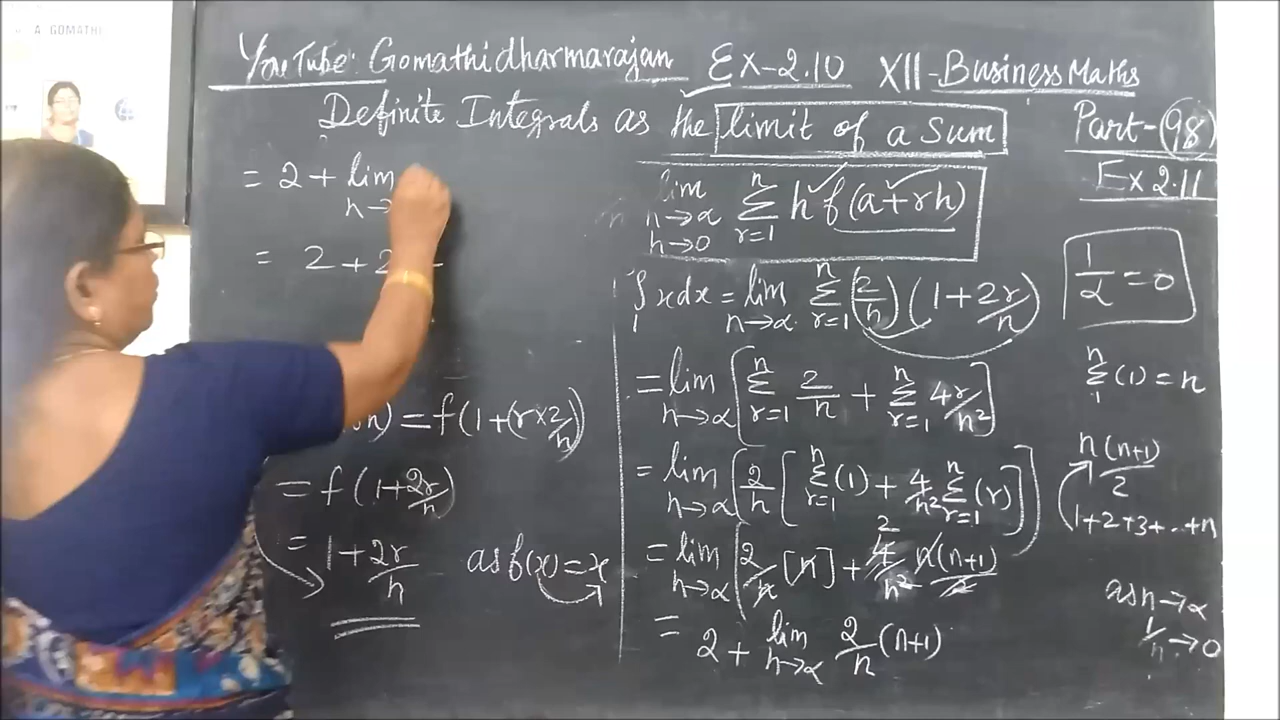 A. GOMATHI
YouTube: Gomathidharmarajan Ex-2.10 XII-Business Maths
Definite Integrals as the limit of a Sum
Part-98
Ex 2.11
= 2 + lim n→
= 2 + 2 +
lim n→α h→0 Σ r=1 n h f(a+rh)
1/α = 0
∫ 1 x dx = lim n→α Σ r=1 n (2/n) (1+2r/n)
= lim n→α [Σ r=1 n 2/n + Σ r=1 n 4r/n²]
n Σ 1 (1) = n
) = f(1+(r×2/n)
= f(1+2r/n)
= lim n→α [2/n [Σ r=1 n (1) + 4/n² Σ r=1 n (r)]]
n(n+1)/2
1+2+3+...+n
= 1+2r/n as f(x)=x
= lim n→α (2/n [n] + 4/n² n(n+1)/2
2
as n→α
1/n→0
= 2 + lim n→α 2/n (n+1)